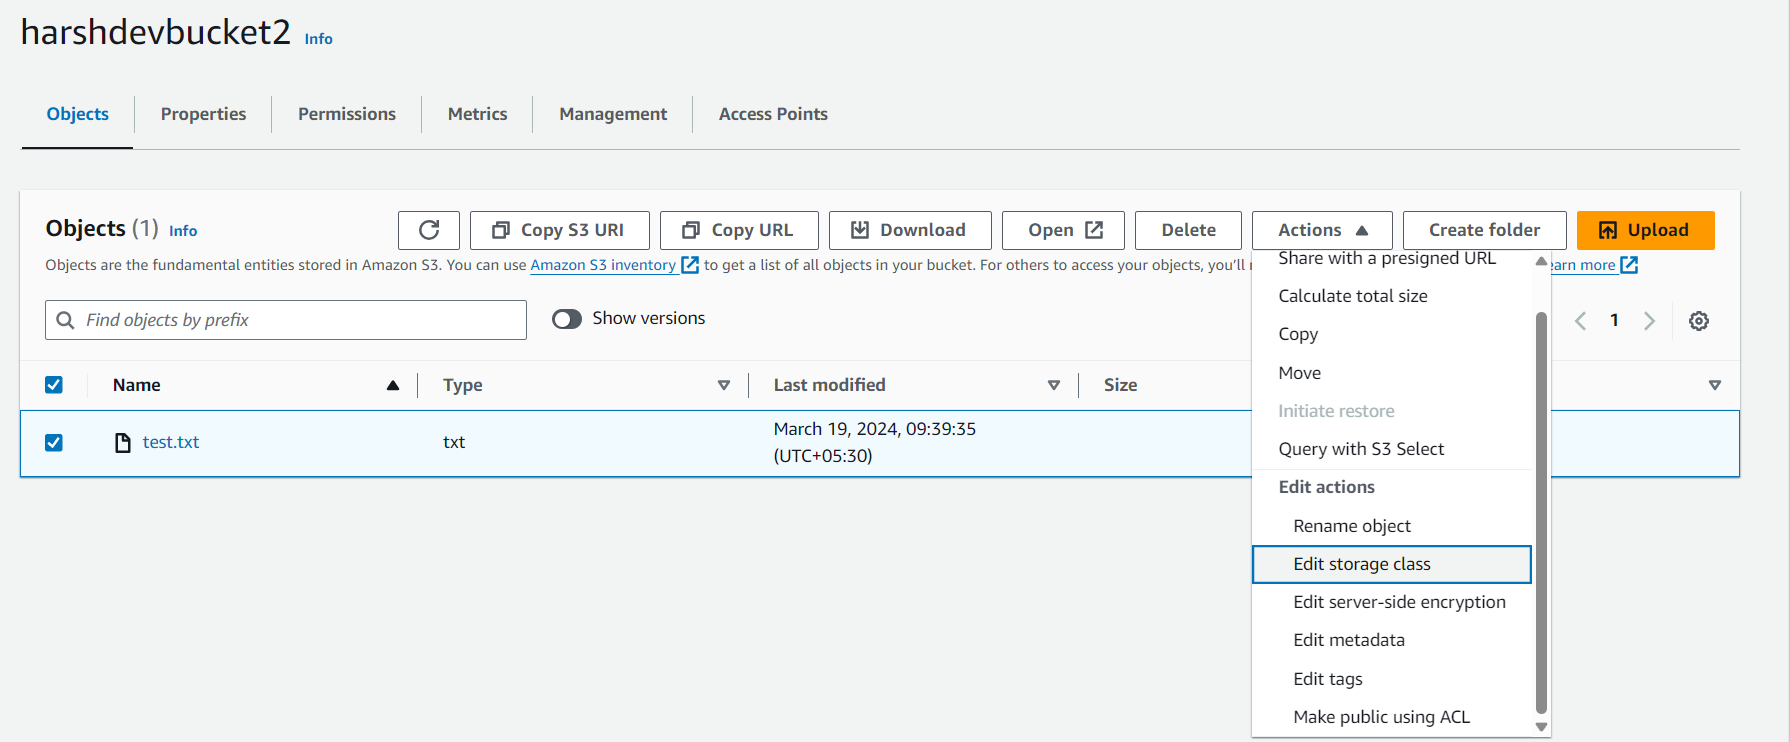 harshdevbucket2 Info
Objects Properties Permissions Metrics Management Access Points
Objects (1) Info Copy S3 URI Copy URL Download Open Delete Actions Create folder Upload
Objects are the fundamental entities stored in Amazon S3. You can use Amazon S3 inventory to get a list of all objects in your bucket. For others to access your objects, you'll earn more
Find objects by prefix Show versions 1
Name Type Last modified Size
test.txt txt March 19, 2024, 09:39:35
(UTC+05:30)
Share with a presigned URL
Calculate total size
Copy
Move
Initiate restore
Query with S3 Select
Edit actions
Rename object
Edit storage class
Edit server-side encryption
Edit metadata
Edit tags
Make public using ACL